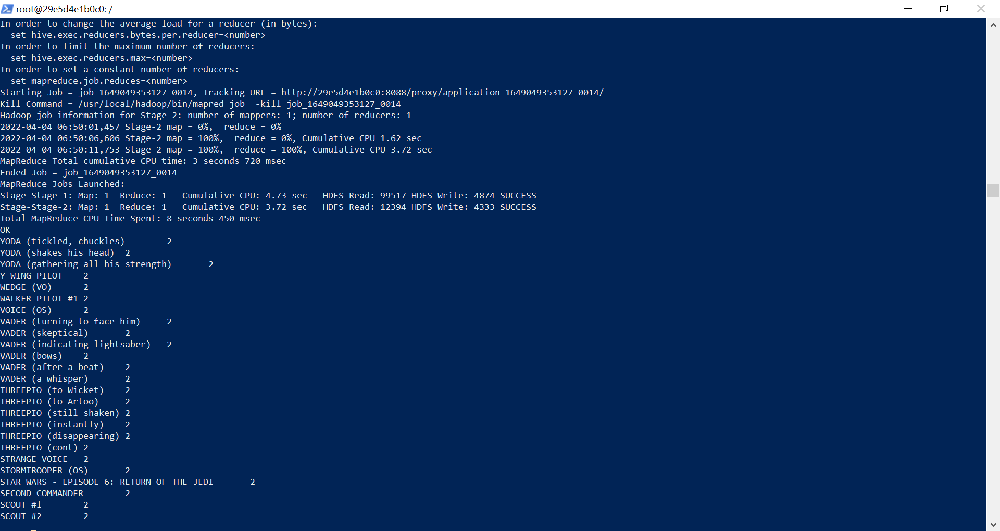 root@29e5d4e1b0c0: /
In order to change the average load for a reducer (in bytes):
  set hive.exec.reducers.bytes.per.reducer=<number>
In order to limit the maximum number of reducers:
  set hive.exec.reducers.max=<number>
In order to set a constant number of reducers:
  set mapreduce.job.reduces=<number>
Starting Job = job_1649049353127_0014, Tracking URL = http://29e5d4e1b0c0:8088/proxy/application_1649049353127_0014/
Kill Command = /usr/local/hadoop/bin/mapred job  -kill job_1649049353127_0014
Hadoop job information for Stage-2: number of mappers: 1; number of reducers: 1
2022-04-04 06:50:01,457 Stage-2 map = 0%,  reduce = 0%
2022-04-04 06:50:06,606 Stage-2 map = 100%,  reduce = 0%, Cumulative CPU 1.62 sec
2022-04-04 06:50:11,753 Stage-2 map = 100%,  reduce = 100%, Cumulative CPU 3.72 sec
MapReduce Total cumulative CPU time: 3 seconds 720 msec
Ended Job = job_1649049353127_0014
MapReduce Jobs Launched:
Stage-Stage-1: Map: 1  Reduce: 1   Cumulative CPU: 4.73 sec   HDFS Read: 99517 HDFS Write: 4874 SUCCESS
Stage-Stage-2: Map: 1  Reduce: 1   Cumulative CPU: 3.72 sec   HDFS Read: 12394 HDFS Write: 4333 SUCCESS
Total MapReduce CPU Time Spent: 8 seconds 450 msec
OK
YODA (tickled, chuckles)        2
YODA (shakes his head)  2
YODA (gathering all his strength)       2
Y-WING PILOT    2
WEDGE (VO)      2
WALKER PILOT #1 2
VOICE (OS)      2
VADER (turning to face him)     2
VADER (skeptical)       2
VADER (indicating lightsaber)   2
VADER (bows)    2
VADER (after a beat)    2
VADER (a whisper)       2
THREEPIO (to Wicket)    2
THREEPIO (to Artoo)     2
THREEPIO (still shaken) 2
THREEPIO (instantly)    2
THREEPIO (disappearing) 2
THREEPIO (cont) 2
STRANGE VOICE   2
STORMTROOPER (OS)       2
STAR WARS - EPISODE 6: RETURN OF THE JEDI       2
SECOND COMMANDER        2
SCOUT #l        2
SCOUT #2        2